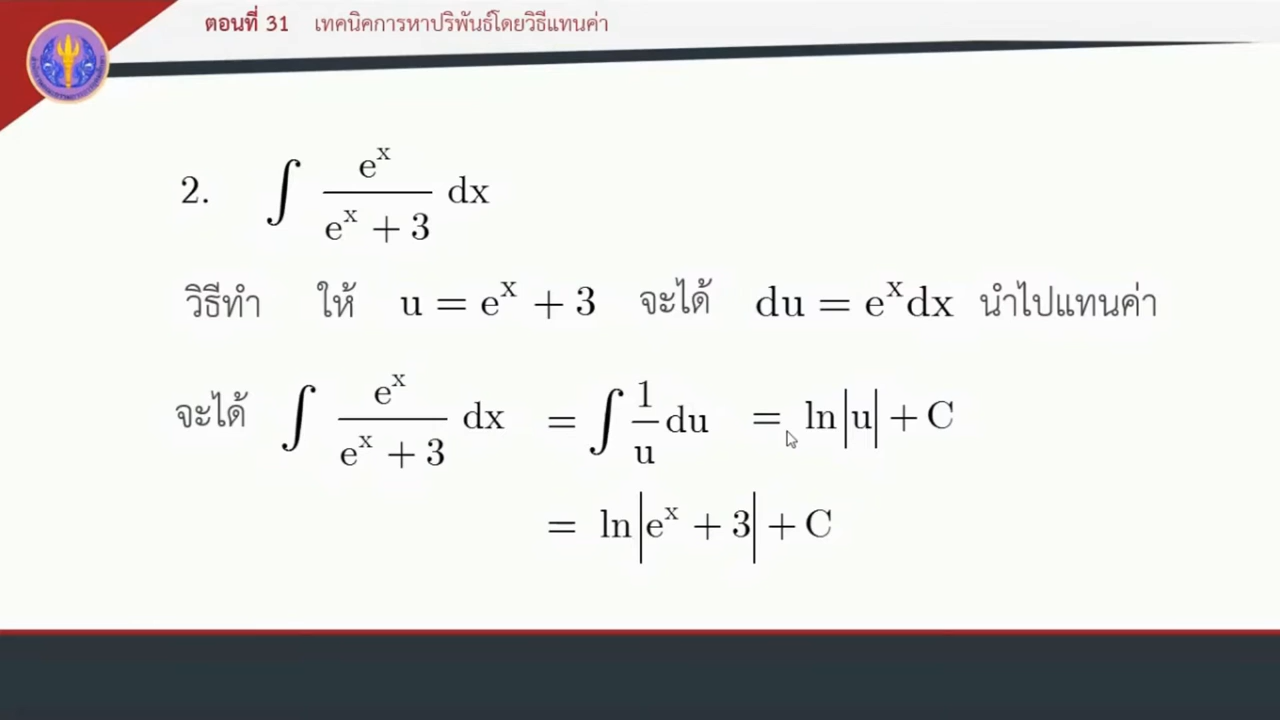 ตอนที่ 31 เทคนิคการหาปริพันธ์โดยวิธีแทนค่า
2. ∫ eˣ / (eˣ + 3) dx
วิธีทำ ให้ u = eˣ + 3 จะได้ du = eˣdx นำไปแทนค่า
จะได้ ∫ eˣ / (eˣ + 3) dx = ∫ 1/u du = ln|u| + C
= ln|eˣ + 3| + C